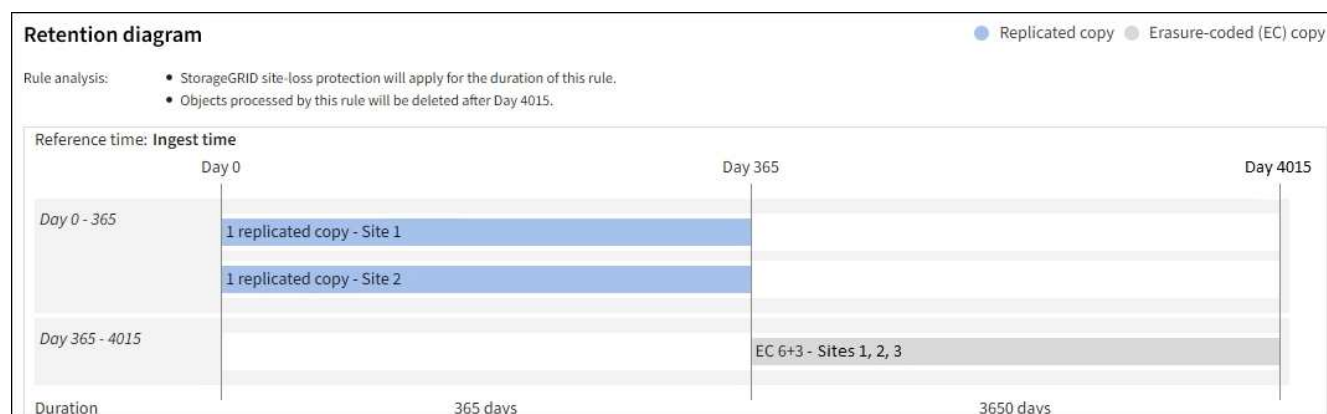 Retention diagram
Replicated copy Erasure-coded (EC) copy
Rule analysis:
• StorageGRID site-loss protection will apply for the duration of this rule.
• Objects processed by this rule will be deleted after Day 4015.
Reference time: Ingest time
Day 0 Day 365 Day 4015
Day 0 - 365
1 replicated copy - Site 1
1 replicated copy - Site 2
Day 365 - 4015
EC 6+3 - Sites 1, 2, 3
Duration 365 days 3650 days